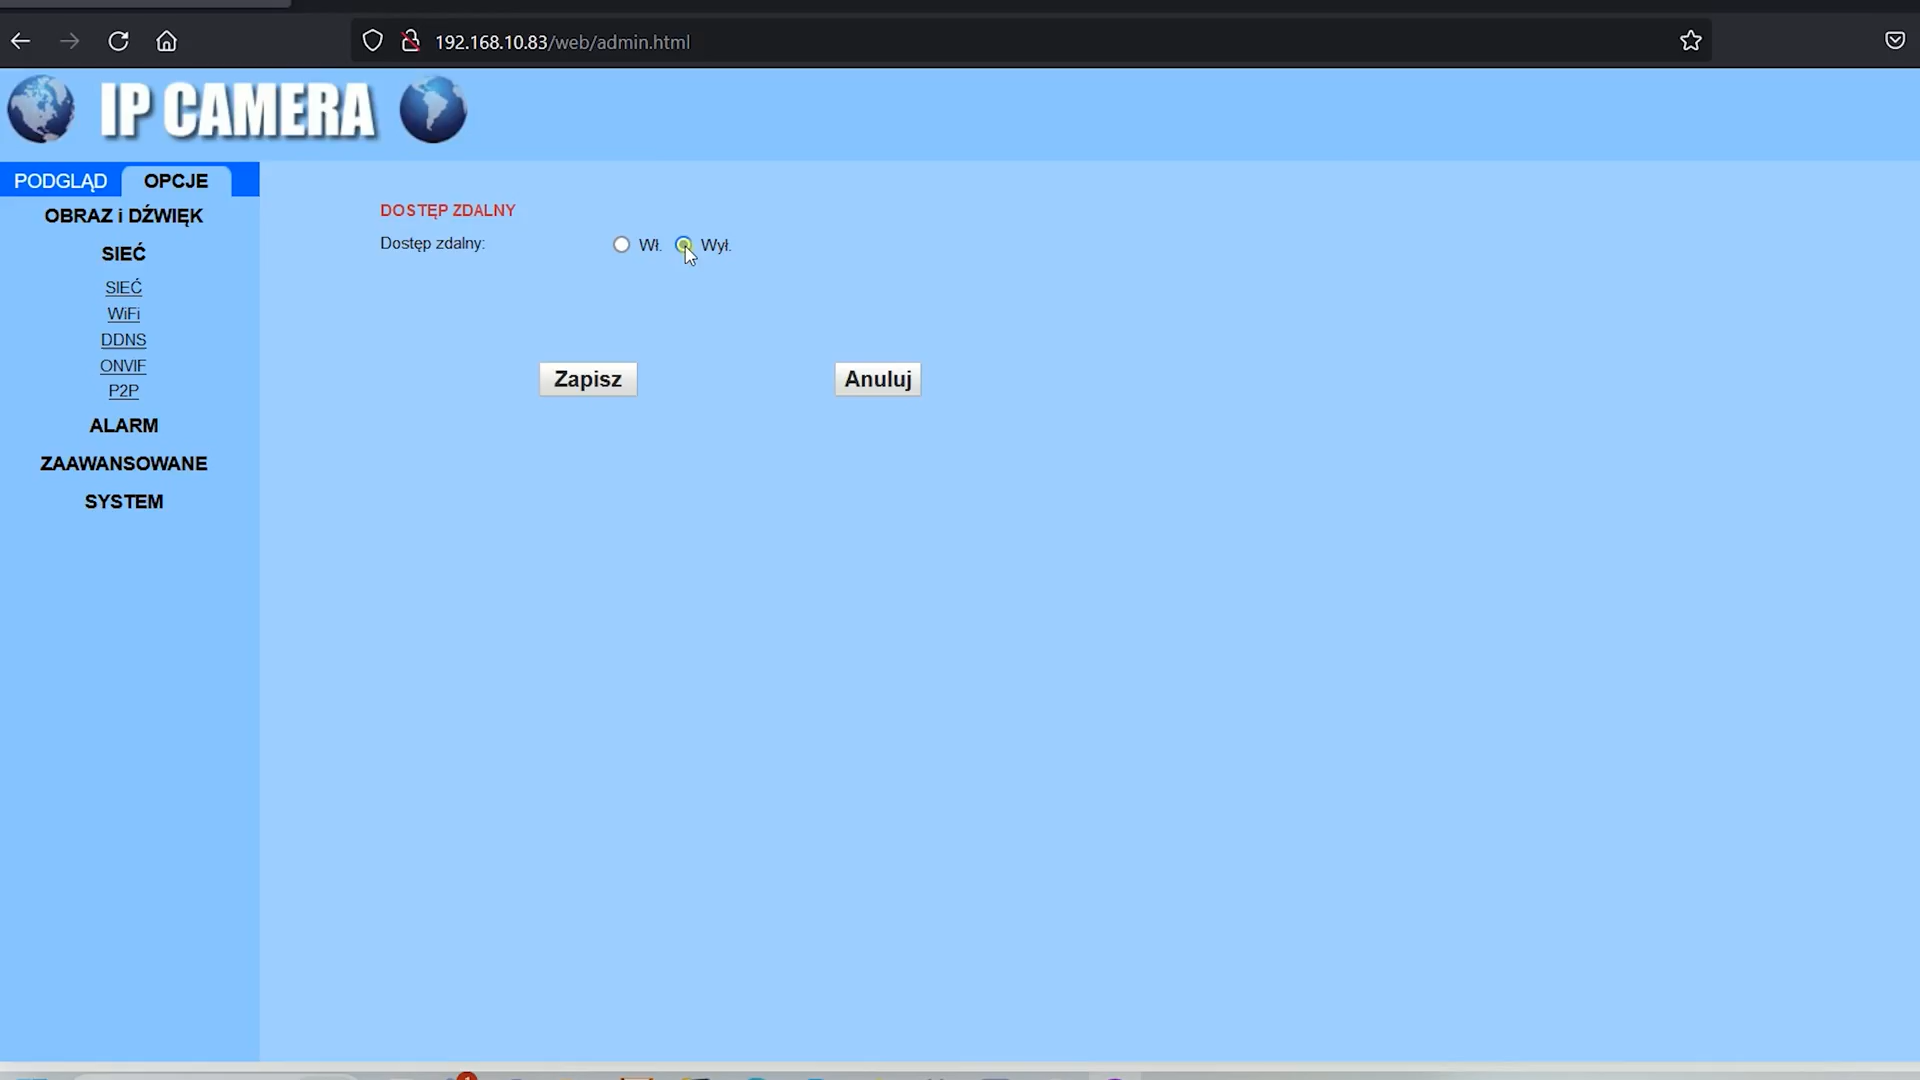 192.168.10.83/web/admin.html
IP CAMERA
PODGLĄD OPCJE
OBRAZ i DŹWIĘK
SIEĆ
SIEĆ
WiFi
DDNS
ONVIF
P2P
ALARM
ZAAWANSOWANE
SYSTEM
DOSTĘP ZDALNY
Dostęp zdalny: Wł. Wył.
Zapisz Anuluj